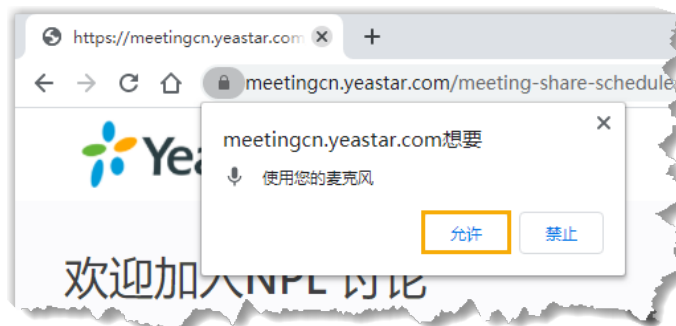 https://meetingcn.yeastar.com
meetingcn.yeastar.com/meeting-share-schedule
Yea
meetingcn.yeastar.com想要
使用您的麦克风
允许
禁止
欢迎加入NPL 讨论